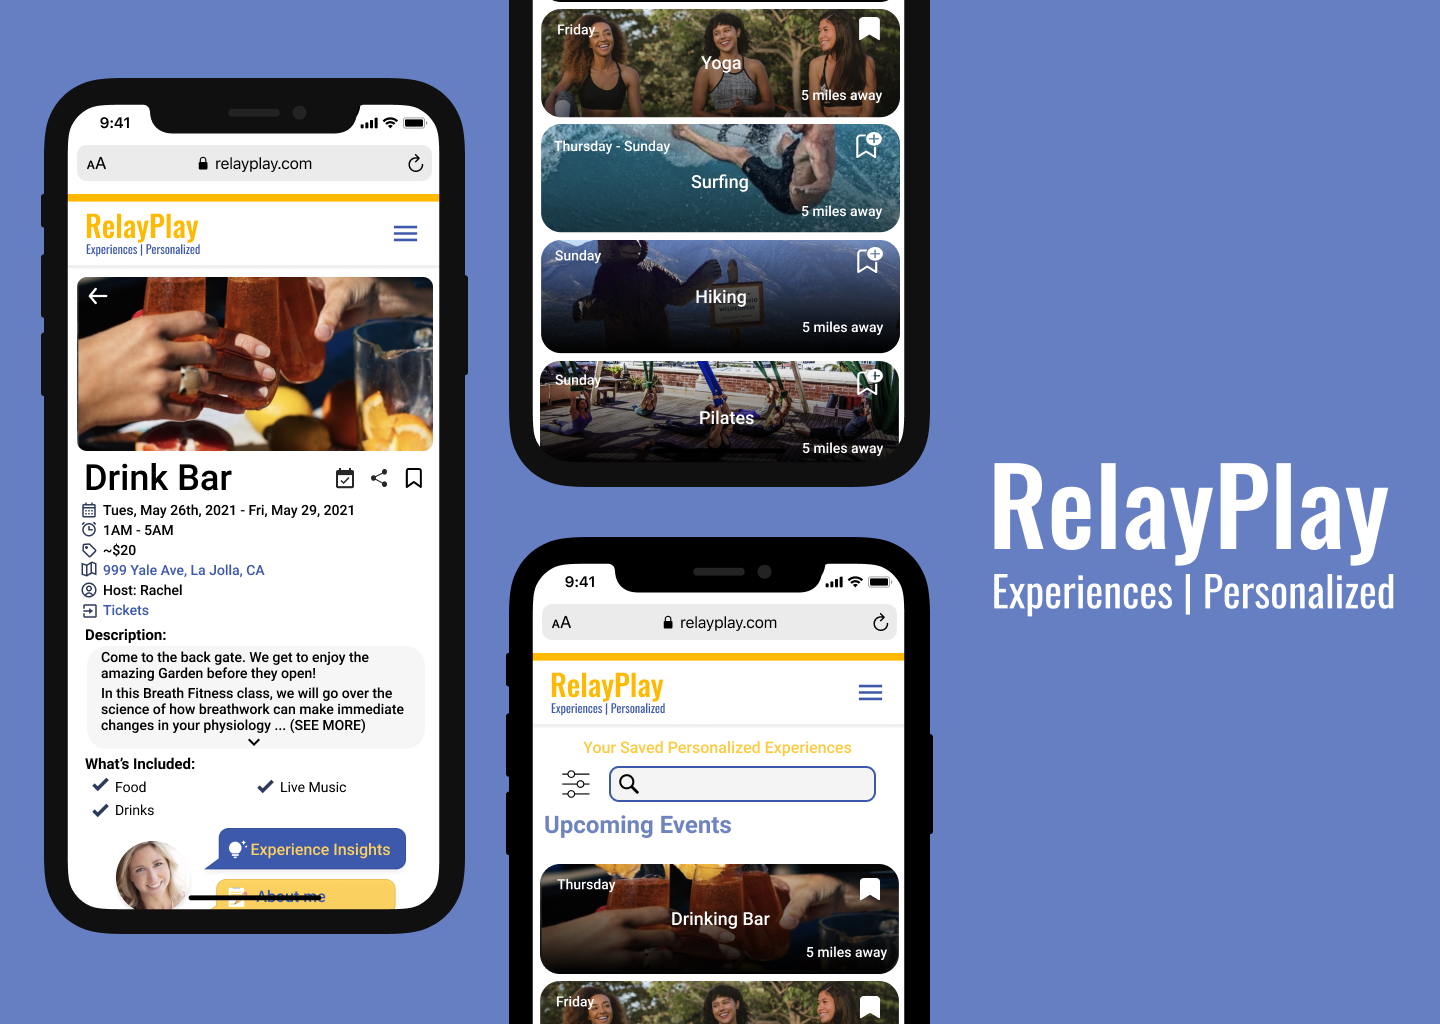 9:41
AA
relayplay.com
RelayPlay
Experiences | Personalized
Drink Bar
Tues, May 26th, 2021 - Fri, May 29, 2021
1AM - 5AM
~$20
999 Yale Ave, La Jolla, CA
Host: Rachel
Tickets
Description:
Come to the back gate. We get to enjoy the
amazing Garden before they open!
In this Breath Fitness class, we will go over the
science of how breathwork can make immediate
changes in your physiology ... (SEE MORE)
What's Included:
Food
Live Music
Drinks
Experience Insights
About me
Friday
Yoga
5 miles away
Thursday - Sunday
Surfing
5 miles away
Sunday
Hiking
5 miles away
Sunday
Pilates
5 miles away
9:41
AA
relayplay.com
RelayPlay
Experiences | Personalized
Your Saved Personalized Experiences
Upcoming Events
Thursday
Drinking Bar
5 miles away
Friday
RelayPlay
Experiences | Personalized